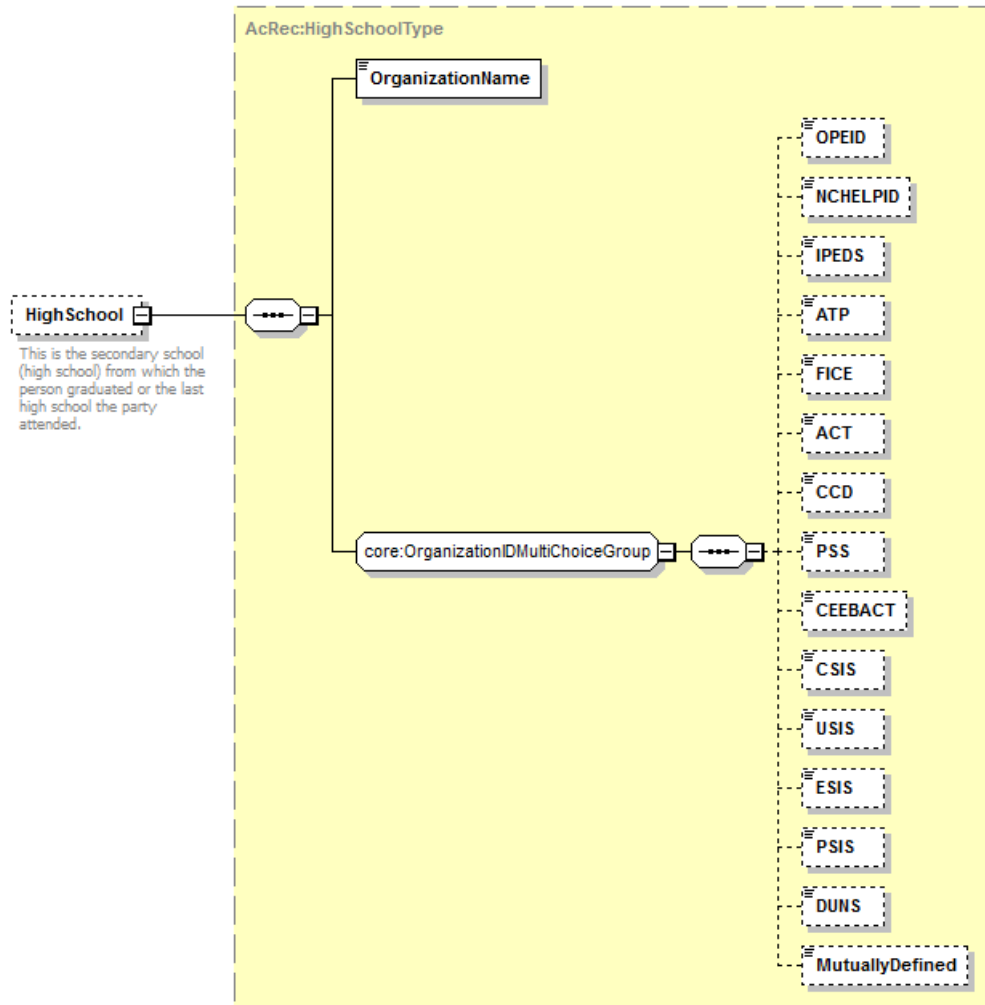 AcRec:HighSchoolType
OrganizationName
OPEID
NCHELPID
IPEDS
HighSchool
This is the secondary school
(high school) from which the
person graduated or the last
high school the party
attended.
ATP
FICE
ACT
CCD
core:OrganizationIDMultiChoiceGroup
PSS
CEEBACT
CSIS
USIS
ESIS
PSIS
DUNS
MutuallyDefined